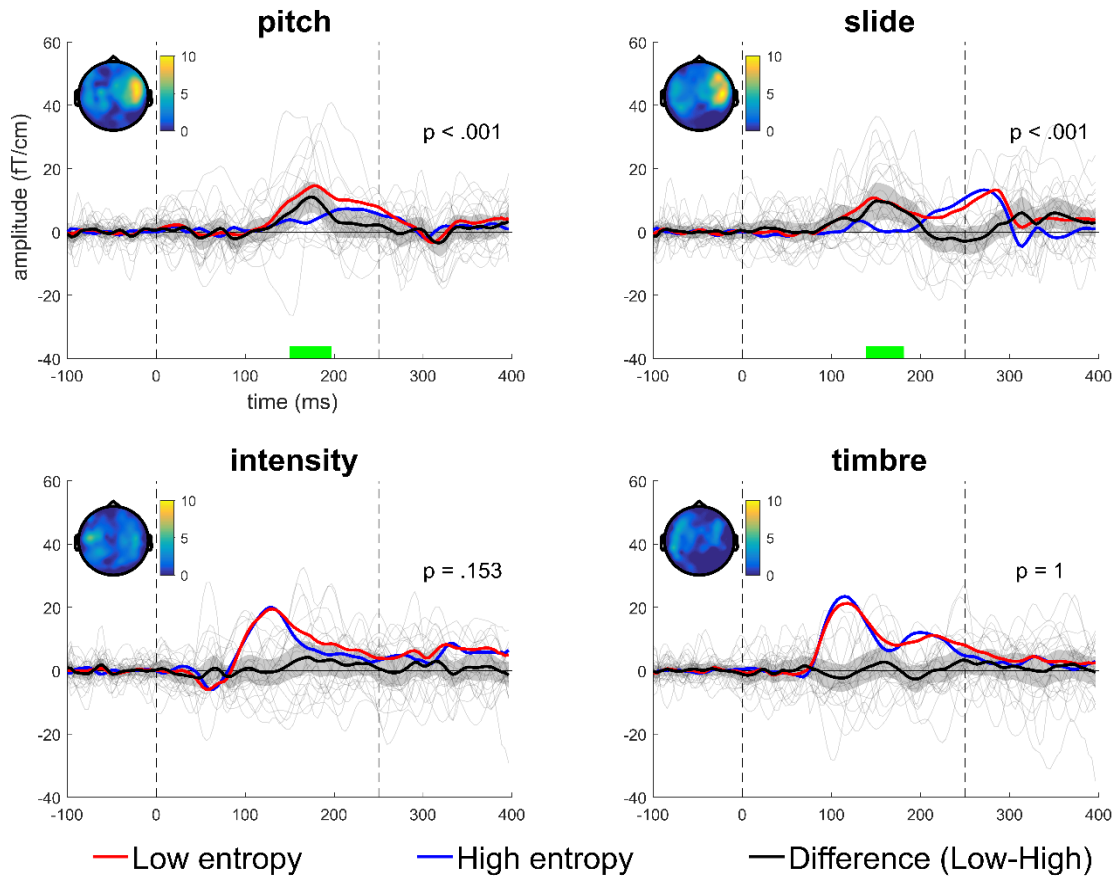 pitch
slide
60
40
20
0
-20
-40
10
5
0
p < .001
amplitude (fT/cm)
-100 0 100 200 300 400
time (ms)
60
40
20
0
-20
-40
10
5
0
p < .001
-100 0 100 200 300 400
intensity
timbre
60
40
20
0
-20
-40
10
5
0
p = .153
-100 0 100 200 300 400
60
40
20
0
-20
-40
10
5
0
p = 1
-100 0 100 200 300 400
Low entropy
High entropy
Difference (Low-High)